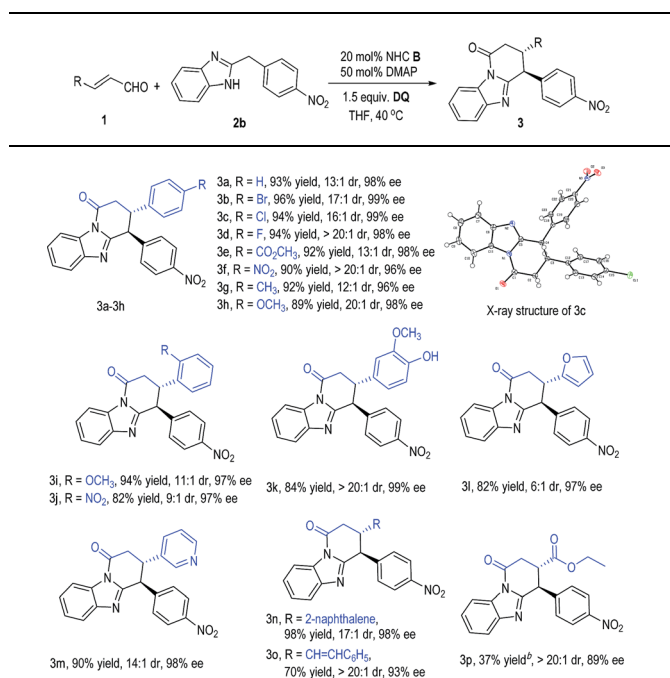 R
CHO +
1
N
N
H
NO₂
2b
20 mol% NHC B
50 mol% DMAP
1.5 equiv. DQ
THF, 40 °C
O
R
N
N
NO₂
3
O
R
N
N
NO₂
3a-3h
3a, R = H, 93% yield, 13:1 dr, 98% ee
3b, R = Br, 96% yield, 17:1 dr, 99% ee
3c, R = Cl, 94% yield, 16:1 dr, 99% ee
3d, R = F, 94% yield, > 20:1 dr, 98% ee
3e, R = CO₂CH₃, 92% yield, 13:1 dr, 98% ee
3f, R = NO₂, 90% yield, > 20:1 dr, 96% ee
3g, R = CH₃, 92% yield, 12:1 dr, 96% ee
3h, R = OCH₃, 89% yield, 20:1 dr, 98% ee
X-ray structure of 3c
R
O
N
N
NO₂
3i, R = OCH₃, 94% yield, 11:1 dr, 97% ee
3j, R = NO₂, 82% yield, 9:1 dr, 97% ee
OCH₃
OH
O
N
N
NO₂
3k, 84% yield, > 20:1 dr, 99% ee
O
O
N
N
NO₂
3l, 82% yield, 6:1 dr, 97% ee
O
N
N
N
NO₂
3m, 90% yield, 14:1 dr, 98% ee
O
R
N
N
NO₂
3n, R = 2-naphthalene,
98% yield, 17:1 dr, 98% ee
3o, R = CH=CHC₆H₅,
70% yield, > 20:1 dr, 93% ee
O
O
O
N
N
NO₂
3p, 37% yieldᵇ, > 20:1 dr, 89% ee